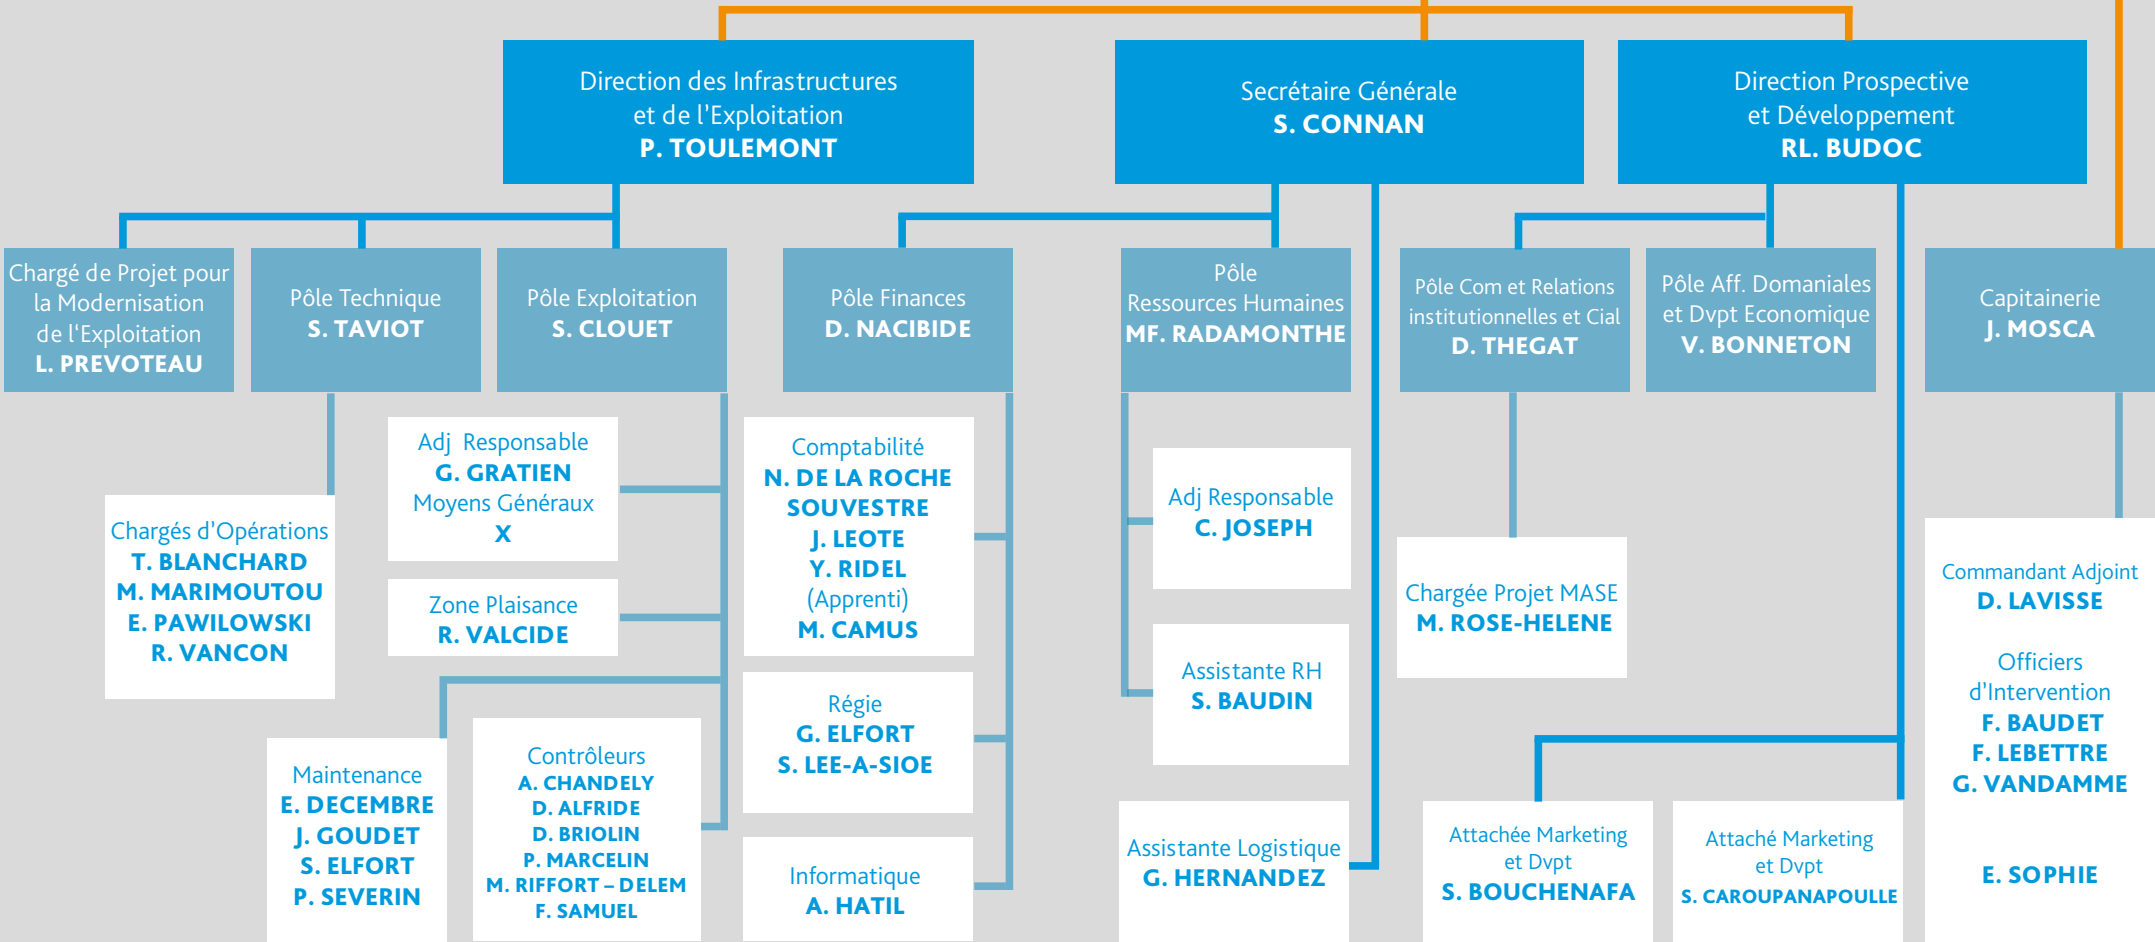 Direction des Infrastructures
et de l'Exploitation
P. TOULEMONT
Secrétaire Générale
S. CONNAN
Direction Prospective
et Développement
RL. BUDOC
Chargé de Projet pour
la Modernisation
de l'Exploitation
L. PREVOTEAU
Pôle Technique
S. TAVIOT
Pôle Exploitation
S. CLOUET
Pôle Finances
D. NACIBIDE
Pôle
Ressources Humaines
MF. RADAMONTHE
Pôle Com et Relations
institutionnelles et Cial
D. THEGAT
Pôle Aff. Domaniales
et Dvpt Economique
V. BONNETON
Capitainerie
J. MOSCA
Chargés d'Opérations
T. BLANCHARD
M. MARIMOUTOU
E. PAWILOWSKI
R. VANCON
Adj Responsable
G. GRATIEN
Moyens Généraux
X
Zone Plaisance
R. VALCIDE
Maintenance
E. DECEMBRE
J. GOUDET
S. ELFORT
P. SEVERIN
Contrôleurs
A. CHANDELY
D. ALFRIDE
D. BRIOLIN
P. MARCELIN
M. RIFFORT – DELEM
F. SAMUEL
Comptabilité
N. DE LA ROCHE
SOUVESTRE
J. LEOTE
Y. RIDEL
(Apprenti)
M. CAMUS
Régie
G. ELFORT
S. LEE-A-SIOE
Informatique
A. HATIL
Adj Responsable
C. JOSEPH
Assistante RH
S. BAUDIN
Assistante Logistique
G. HERNANDEZ
Chargée Projet MASE
M. ROSE-HELENE
Attachée Marketing
et Dvpt
S. BOUCHENAFA
Attaché Marketing
et Dvpt
S. CAROUPANAPOULLE
Commandant Adjoint
D. LAVISSE
Officiers
d'Intervention
F. BAUDET
F. LEBETTRE
G. VANDAMME
E. SOPHIE